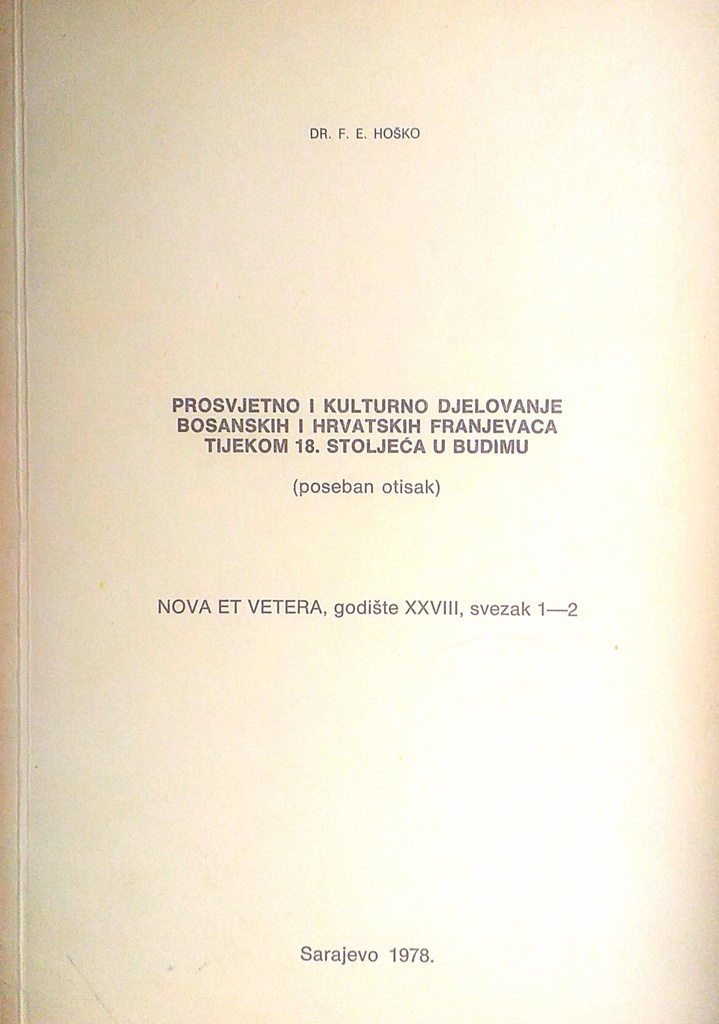 DR. F. E. HOŠKO
PROSVJETNO I KULTURNO DJELOVANJE
BOSANSKIH I HRVATSKIH FRANJEVACA
TIJEKOM 18. STOLJEĆA U BUDIMU
(poseban otisak)
NOVA ET VETERA, godište XXVIII, svezak 1—2
Sarajevo 1978.